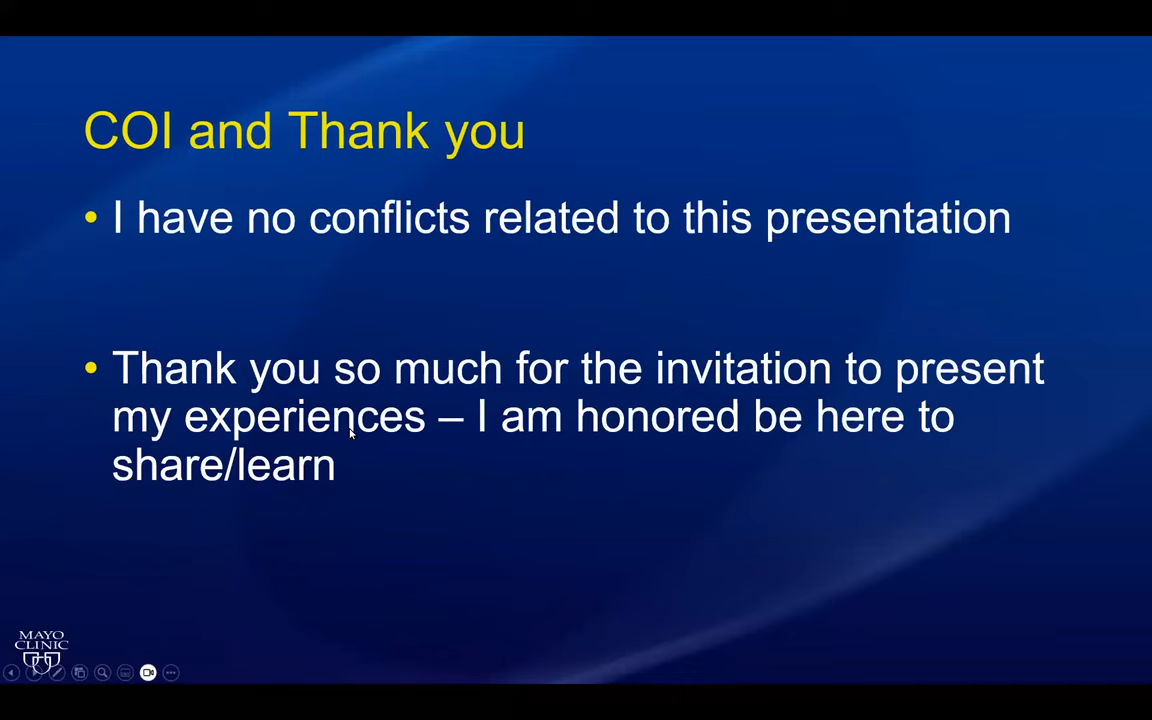 COI and Thank you
• I have no conflicts related to this presentation
• Thank you so much for the invitation to present
my experiences – I am honored be here to
share/learn
MAYO
CLINIC